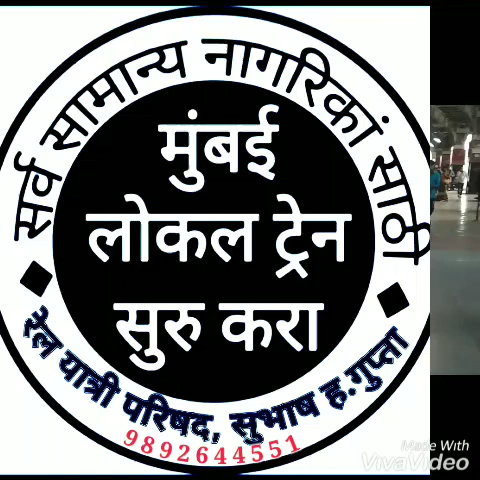 सर्व सामान्य नागरिकां साठी
मुंबई
लोकल ट्रेन
सुरु करा
रेल यात्री परिषद, सुभाष ह.गुप्ता
9892644551
Made With
VivaVideo